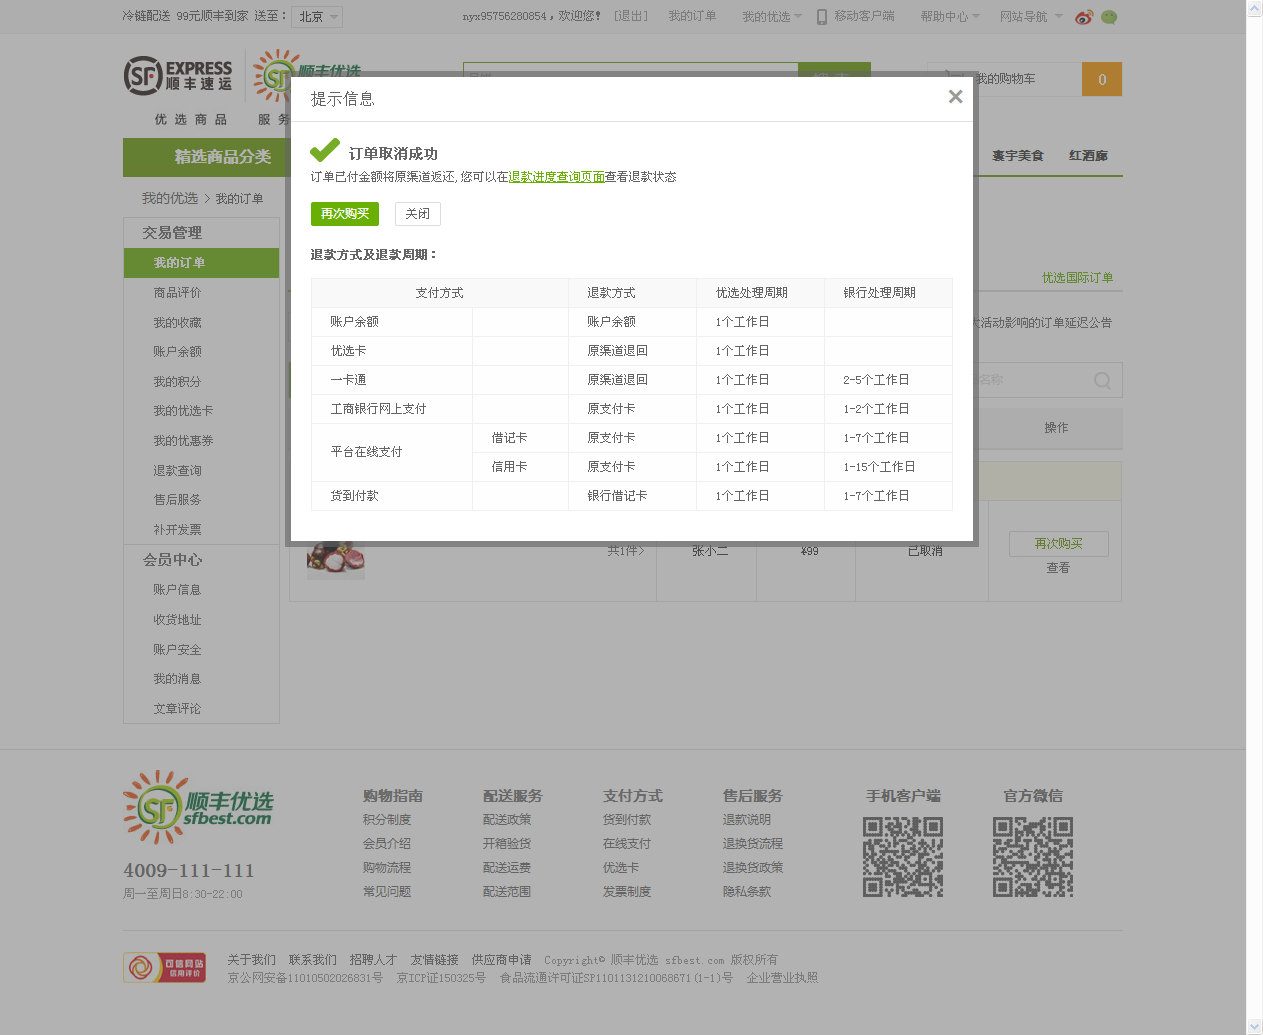 冷链配送 99元顺丰到家 送至： 北京
nyx95756280854，欢迎您！ [退出] 我的订单 我的优选 移动客户端 帮助中心 网站导航
SF EXPRESS 顺丰速运
优选商品 服务
我的购物车 0
精选商品分类
寰宇美食 红酒廊
我的优选 > 我的订单
交易管理
我的订单
商品评价
我的收藏
账户余额
我的积分
我的优选卡
我的优惠券
退款查询
售后服务
补开发票
会员中心
账户信息
收货地址
账户安全
我的消息
文章评论
提示信息
订单取消成功
订单已付金额将原渠道返还,您可以在退款进度查询页面查看退款状态
再次购买 关闭
退款方式及退款周期：
支付方式 退款方式 优选处理周期 银行处理周期
账户余额 账户余额 1个工作日
优选卡 原渠道退回 1个工作日
一卡通 原渠道退回 1个工作日 2-5个工作日
工商银行网上支付 原支付卡 1个工作日 1-2个工作日
平台在线支付 借记卡 原支付卡 1个工作日 1-7个工作日
信用卡 原支付卡 1个工作日 1-15个工作日
货到付款 银行借记卡 1个工作日 1-7个工作日
优选国际订单
活动影响的订单延迟公告
名称
操作
共1件> 张小二 ¥99 已取消
再次购买
查看
顺丰优选
sfbest.com
4009-111-111
周一至周日8:30-22:00
购物指南
积分制度
会员介绍
购物流程
常见问题
配送服务
配送政策
开箱验货
配送运费
配送范围
支付方式
货到付款
在线支付
优选卡
发票制度
售后服务
退款说明
退换货流程
退换货政策
隐私条款
手机客户端
官方微信
可信网站
信用评价
关于我们 联系我们 招聘人才 友情链接 供应商申请 Copyright© 顺丰优选 sfbest.com 版权所有
京公网安备11010502026831号 京ICP证150325号 食品流通许可证SP1101131210068671(1-1)号 企业营业执照